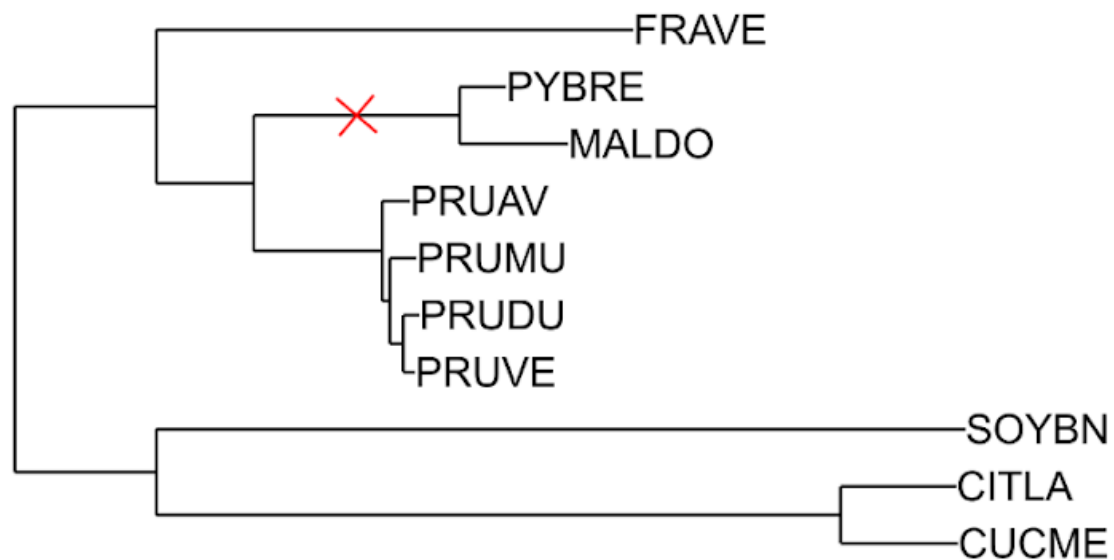 FRAVE
PYBRE
MALDO
PRUAV
PRUMU
PRUDU
PRUVE
SOYBN
CITLA
CUCME